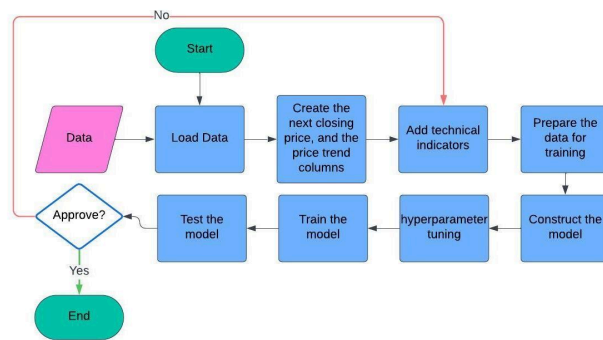 No
Start
Data
Load Data
Create the
next closing
price, and the
price trend
columns
Add technical
indicators
Prepare the
data for
training
Approve?
Test the
model
Train the
model
hyperparameter
tuning
Construct the
model
Yes
End